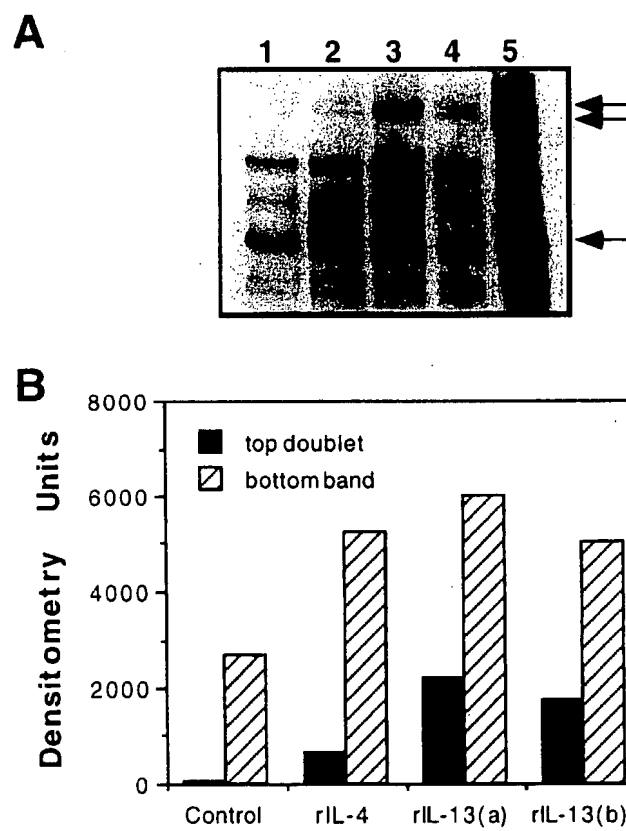 A
1 2 3 4 5
B
8000
6000
4000
2000
0
Densitometry Units
top doublet
bottom band
Control rIL-4 rIL-13(a) rIL-13(b)